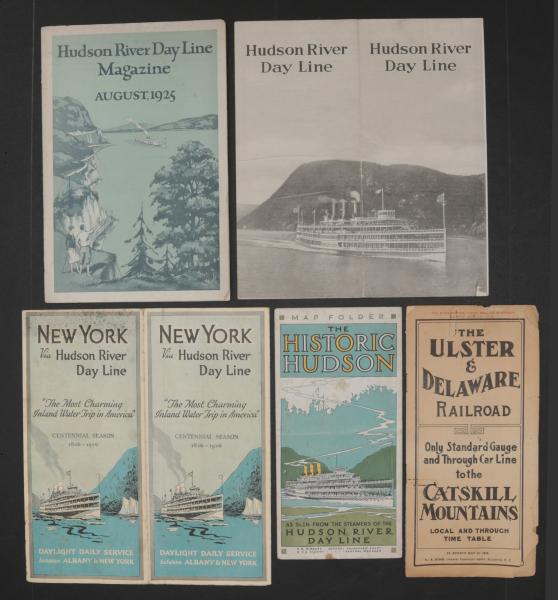 Hudson River Day Line
Magazine
AUGUST, 1925
Hudson River
Day Line
Hudson River
Day Line
NEW YORK
Via Hudson River
Day Line
"The Most Charming
Inland Water Trip in America"
CENTENNIAL SEASON
1826-1926
DAYLIGHT DAILY SERVICE
between ALBANY & NEW YORK
NEW YORK
Via Hudson River
Day Line
"The Most Charming
Inland Water Trip in America"
CENTENNIAL SEASON
1826-1926
DAYLIGHT DAILY SERVICE
between ALBANY & NEW YORK
MAP FOLDER
THE
HISTORIC
HUDSON
AS SEEN FROM THE STEAMERS OF THE
HUDSON RIVER
DAY LINE
THE
ULSTER
&
DELAWARE
RAILROAD
Only Standard Gauge
and Through Car Line
to the
CATSKILL
MOUNTAINS
LOCAL AND THROUGH
TIME TABLE